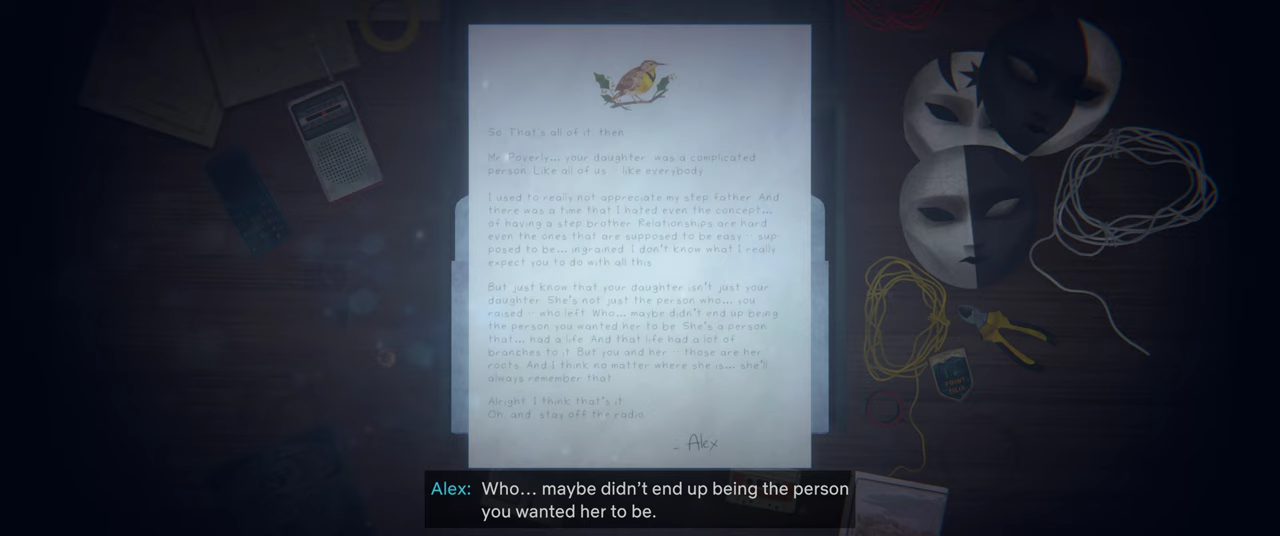 So. That's all of it, then.
Mr. Poverly... your daughter was a complicated
person. Like all of us -- like everybody.
I used to really not appreciate my step father. And
there was a time that I hated even the concept...
of having a step brother. Relationships are hard
even the ones that are supposed to be easy -- sup-
posed to be... ingrained. I don't know what I really
expect you to do with all this.
But just know that your daughter isn't just your
daughter. She's not just the person who... you
raised -- who left. Who... maybe didn't end up being
the person you wanted her to be. She's a person
that... had a life. And that life had a lot of
branches to it. But you and her -- those are her
roots. And I think no matter where she is... she'll
always remember that.
Alright. I think that's it.
Oh, and stay off the radio.
- Alex
Alex: Who... maybe didn't end up being the person
you wanted her to be.